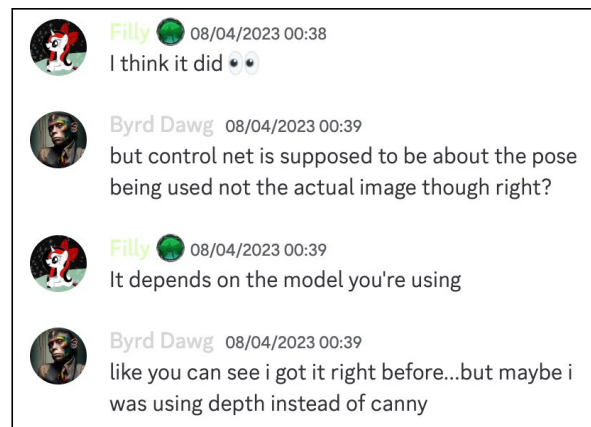 Filly 08/04/2023 00:38
I think it did 👀
Byrd Dawg 08/04/2023 00:39
but control net is supposed to be about the pose
being used not the actual image though right?
Filly 08/04/2023 00:39
It depends on the model you're using
Byrd Dawg 08/04/2023 00:39
like you can see i got it right before...but maybe i
was using depth instead of canny